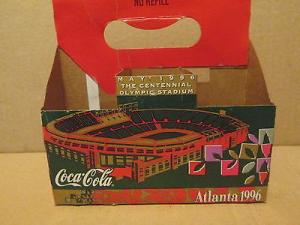 NO REFILL
MAY • 1996
THE CENTENNIAL
OLYMPIC STADIUM
Coca-Cola
Atlanta 1996